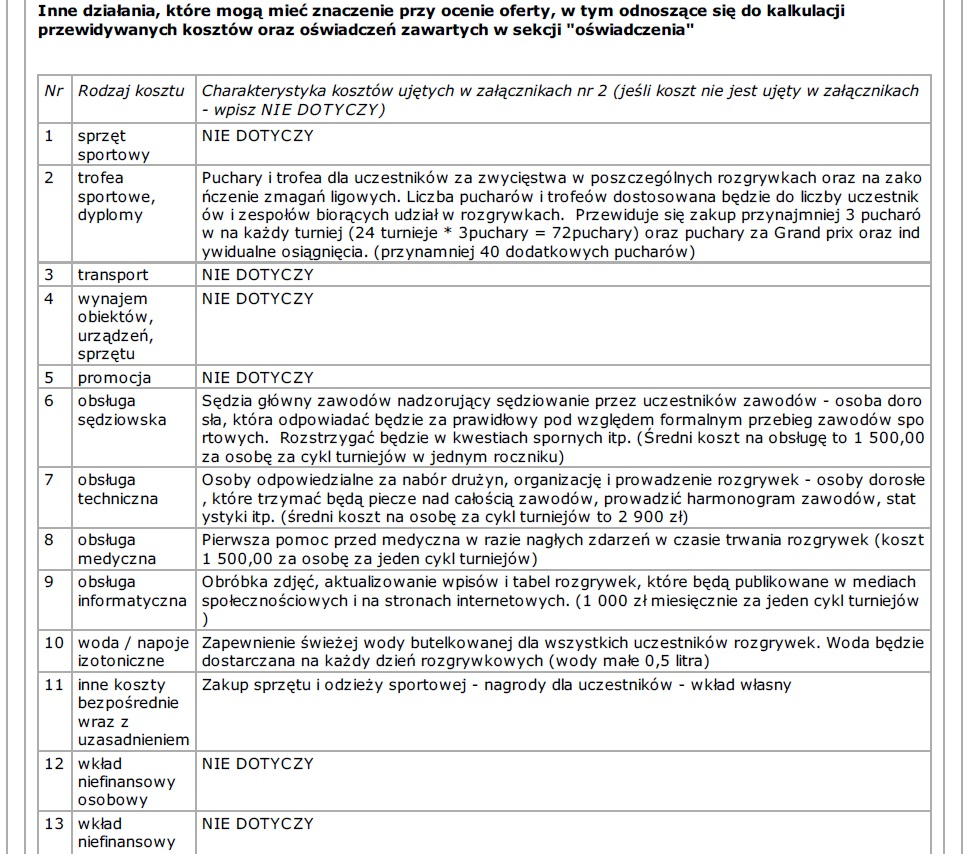 Inne działania, które mogą mieć znaczenie przy ocenie oferty, w tym odnoszące się do kalkulacji
przewidywanych kosztów oraz oświadczeń zawartych w sekcji "oświadczenia"
Nr Rodzaj kosztu Charakterystyka kosztów ujętych w załącznikach nr 2 (jeśli koszt nie jest ujęty w załącznikach
- wpisz NIE DOTYCZY)
1 sprzęt NIE DOTYCZY
sportowy
2 trofea Puchary i trofea dla uczestników za zwycięstwa w poszczególnych rozgrywkach oraz na zako
sportowe, ńczenie zmagań ligowych. Liczba pucharów i trofeów dostosowana będzie do liczby uczestnik
dyplomy ów i zespołów biorących udział w rozgrywkach.  Przewiduje się zakup przynajmniej 3 pucharó
w na każdy turniej (24 turnieje * 3puchary = 72puchary) oraz puchary za Grand prix oraz ind
ywidualne osiągnięcia. (przynamniej 40 dodatkowych pucharów)
3 transport NIE DOTYCZY
4 wynajem NIE DOTYCZY
obiektów,
urządzeń,
sprzętu
5 promocja NIE DOTYCZY
6 obsługa Sędzia główny zawodów nadzorujący sędziowanie przez uczestników zawodów - osoba doro
sędziowska sła, która odpowiadać będzie za prawidłowy pod względem formalnym przebieg zawodów spo
rtowych.  Rozstrzygać będzie w kwestiach spornych itp. (Średni koszt na obsługę to 1 500,00
za osobę za cykl turniejów w jednym roczniku)
7 obsługa Osoby odpowiedzialne za nabór drużyn, organizację i prowadzenie rozgrywek - osoby dorosłe
techniczna , które trzymać będą piecze nad całością zawodów, prowadzić harmonogram zawodów, stat
ystyki itp. (średni koszt na osobę za cykl turniejów to 2 900 zł)
8 obsługa Pierwsza pomoc przed medyczna w razie nagłych zdarzeń w czasie trwania rozgrywek (koszt
medyczna 1 500,00 za osobę za jeden cykl turniejów)
9 obsługa Obróbka zdjęć, aktualizowanie wpisów i tabel rozgrywek, które będą publikowane w mediach
informatyczna społecznościowych i na stronach internetowych. (1 000 zł miesięcznie za jeden cykl turniejów
)
10 woda / napoje Zapewnienie świeżej wody butelkowanej dla wszystkich uczestników rozgrywek. Woda będzie
izotoniczne dostarczana na każdy dzień rozgrywkowych (wody małe 0,5 litra)
11 inne koszty Zakup sprzętu i odzieży sportowej - nagrody dla uczestników - wkład własny
bezpośrednie
wraz z
uzasadnieniem
12 wkład NIE DOTYCZY
niefinansowy
osobowy
13 wkład NIE DOTYCZY
niefinansowy